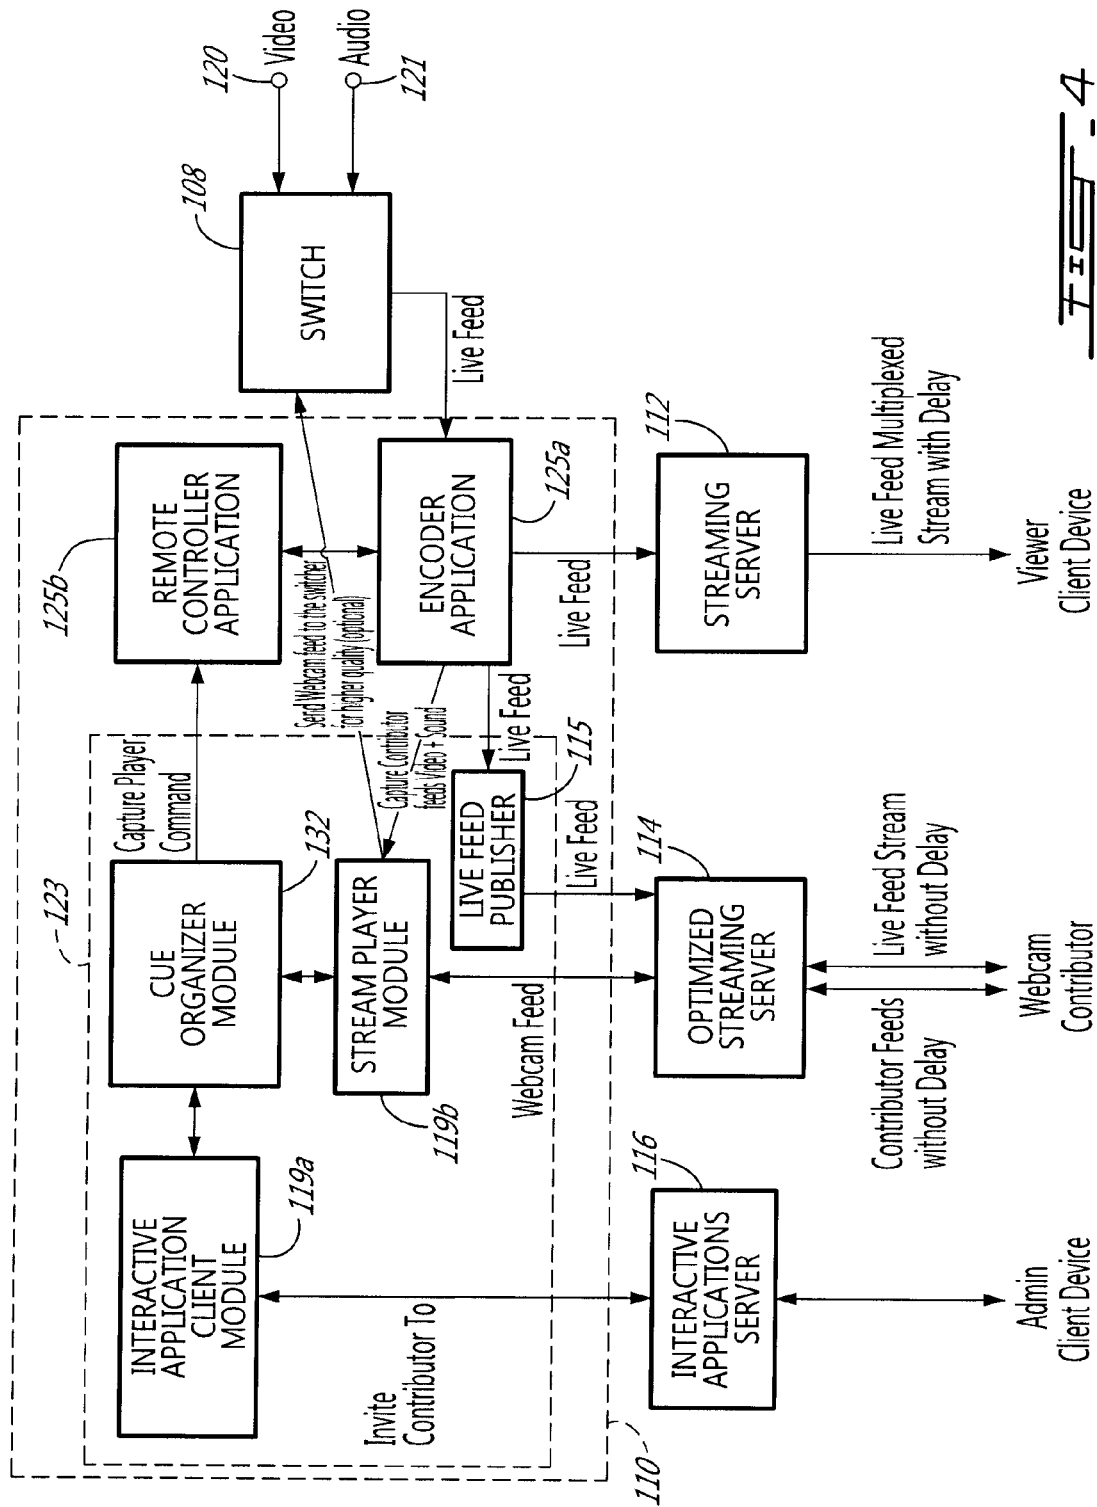 120
Video
121
Audio
108
SWITCH
Live Feed
123
125b
REMOTE
CONTROLLER
APPLICATION
Capture Player
Command
132
CUE
ORGANIZER
MODULE
119a
INTERACTIVE
APPLICATION
CLIENT
MODULE
Send Webcam feed to the switcher
for higher quality (optional)
125a
ENCODER
APPLICATION
Capture Contributor
feeds Video + Sound
Live Feed
STREAM PLAYER
MODULE
119b
LIVE FEED
PUBLISHER
115
Live Feed
Live Feed
Webcam Feed
Invite
Contributor To
110
116
INTERACTIVE
APPLICATIONS
SERVER
114
OPTIMIZED
STREAMING
SERVER
112
STREAMING
SERVER
Contributor Feeds
without Delay
Live Feed Stream
without Delay
Live Feed Multiplexed
Stream with Delay
Admin
Client Device
Webcam
Contributor
Viewer
Client Device
FIG. 4